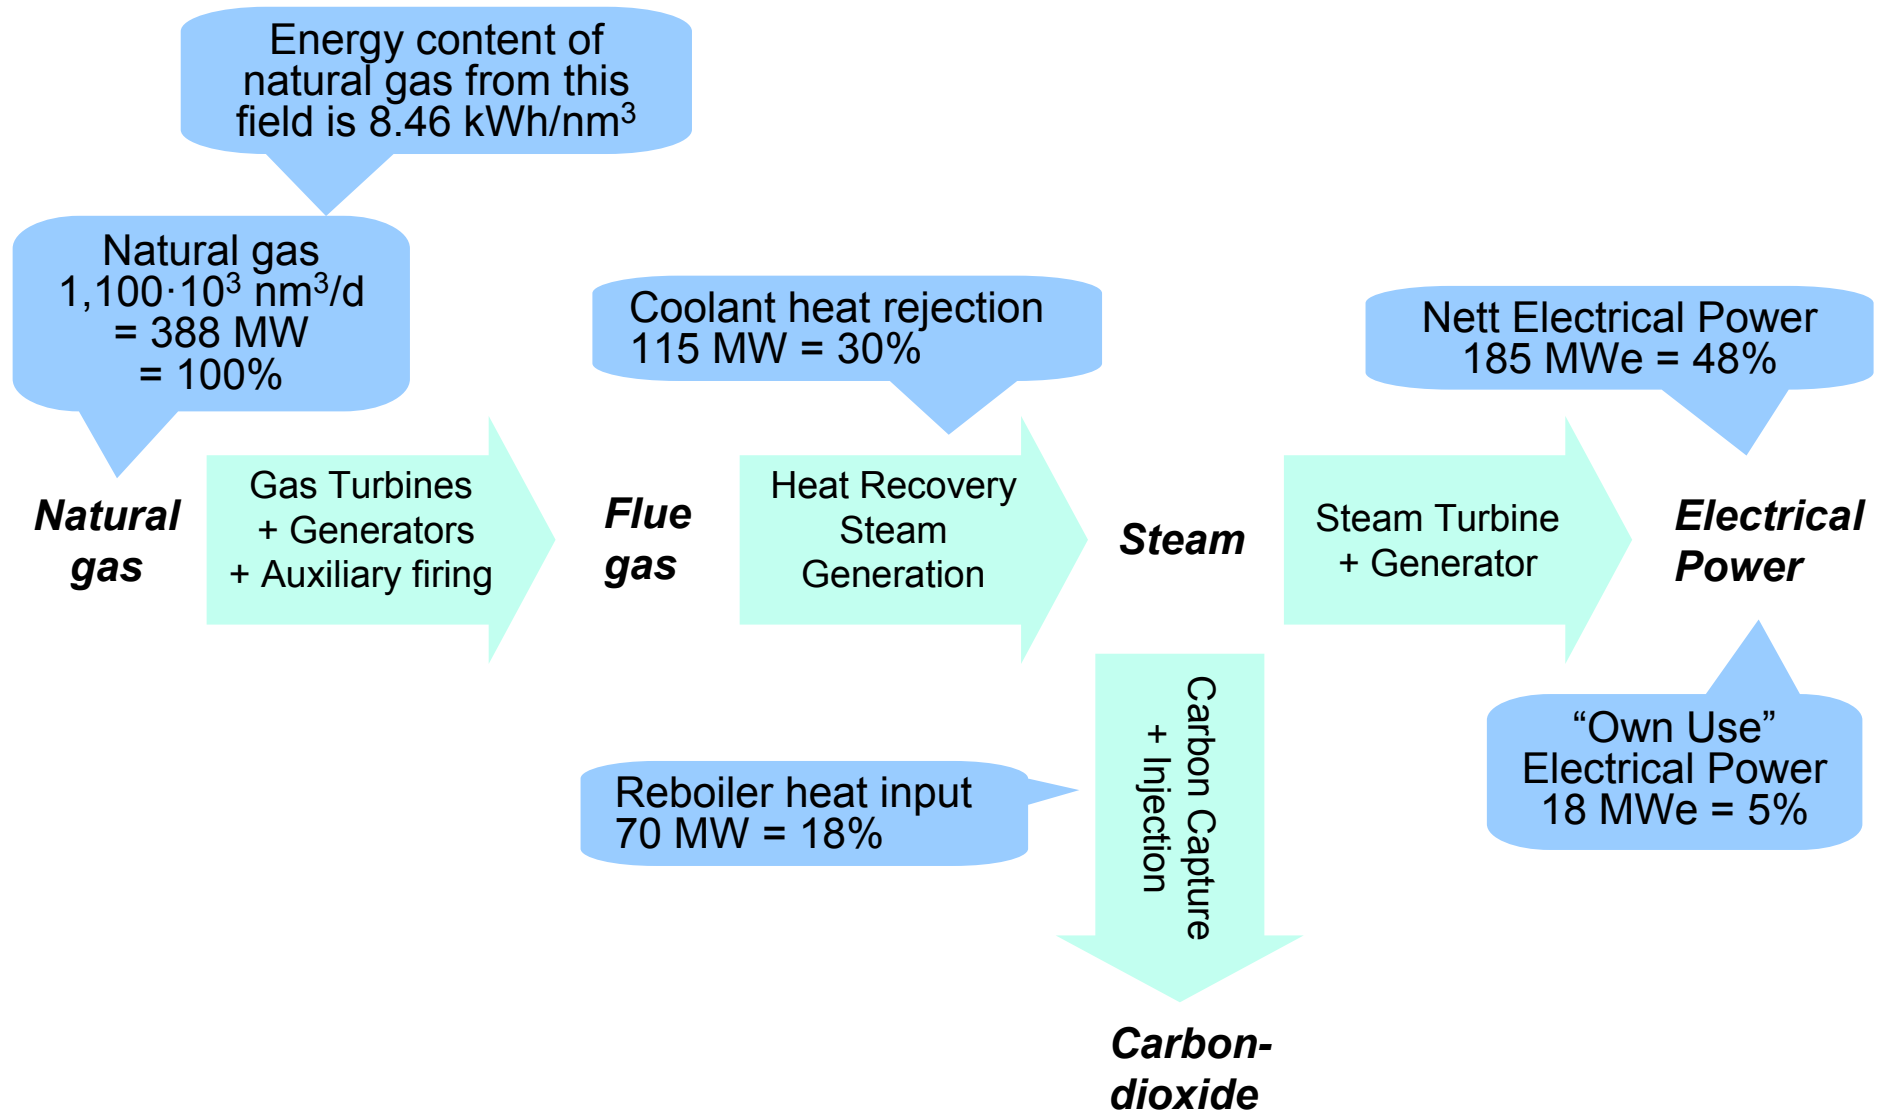 Energy content of
natural gas from this
field is 8.46 kWh/nm³
Natural gas
1,100·10³ nm³/d
= 388 MW
= 100%
Coolant heat rejection
115 MW = 30%
Nett Electrical Power
185 MWe = 48%
Natural
gas
Gas Turbines
+ Generators
+ Auxiliary firing
Flue
gas
Heat Recovery
Steam
Generation
Steam
Steam Turbine
+ Generator
Electrical
Power
Carbon Capture
+ Injection
Reboiler heat input
70 MW = 18%
“Own Use”
Electrical Power
18 MWe = 5%
Carbon-
dioxide